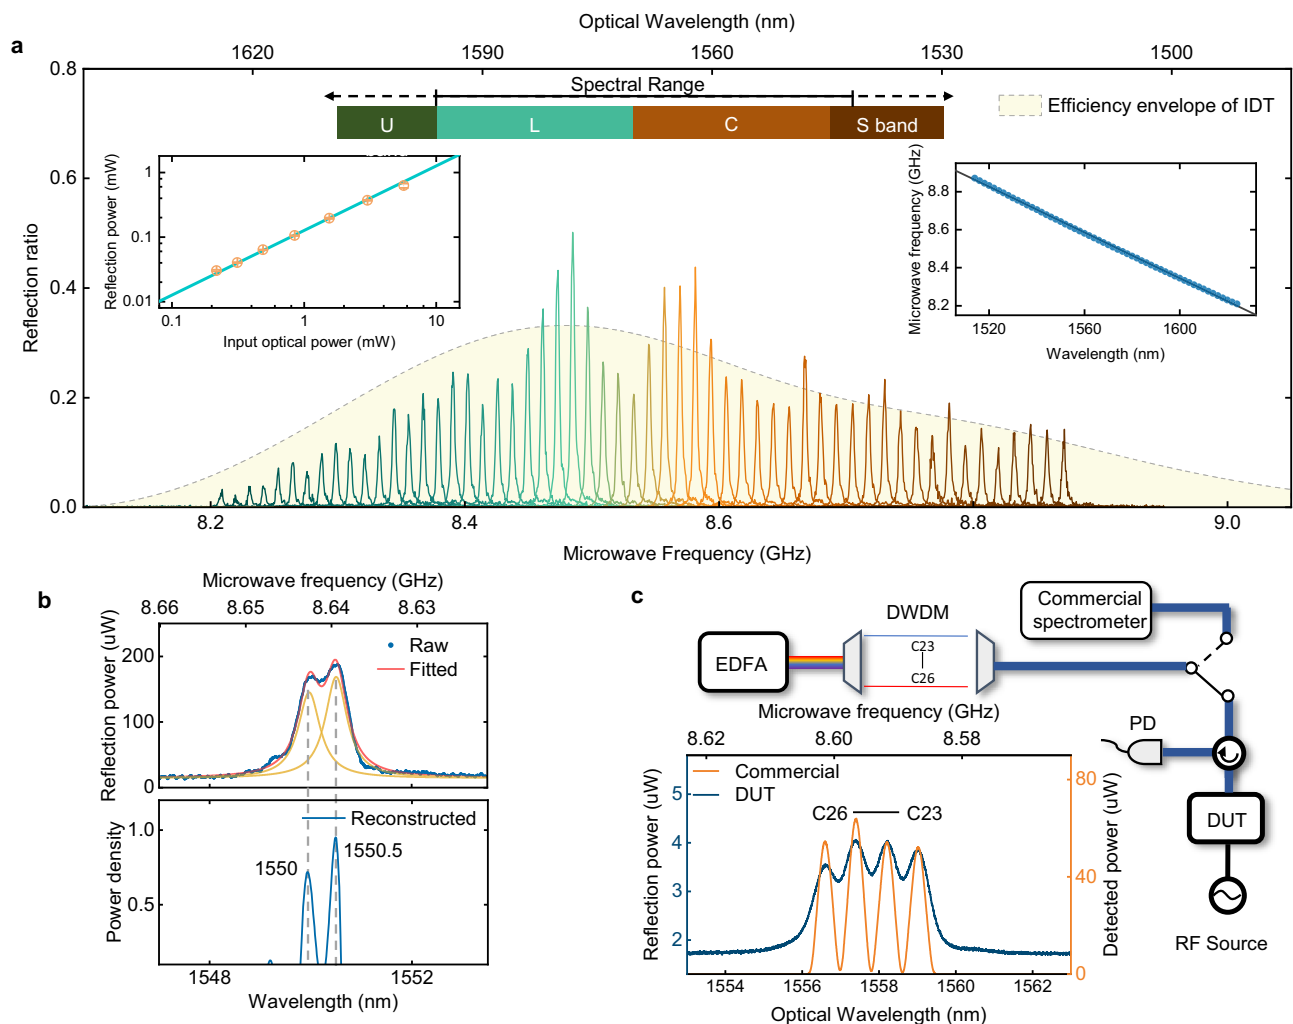 a
Optical Wavelength (nm)
1620 1590 1560 1530 1500
0.8
Spectral Range
U L C S band
Efficiency envelope of IDT
0.6
0.4
0.2
0.0
Reflection ratio
Reflection power (mW)
1
0.1
0.01
0.1 1 10
Input optical power (mW)
Microwave frequency (GHz)
8.8
8.6
8.4
8.2
1520 1560 1600
Wavelength (nm)
8.2 8.4 8.6 8.8 9.0
Microwave Frequency (GHz)
b
Microwave frequency (GHz)
8.66 8.65 8.64 8.63
Reflection power (uW)
200
100
0
Raw
Fitted
Power density
1.0
0.5
Reconstructed
1550
1550.5
1548 1552
Wavelength (nm)
c
EDFA
DWDM
C23
C26
Commercial
spectrometer
PD
DUT
RF Source
Microwave frequency (GHz)
8.62 8.60 8.58
Reflection power (uW)
5
4
3
2
Commercial
DUT
C26 C23
80
40
0
Detected power (uW)
1554 1556 1558 1560 1562
Optical Wavelength (nm)